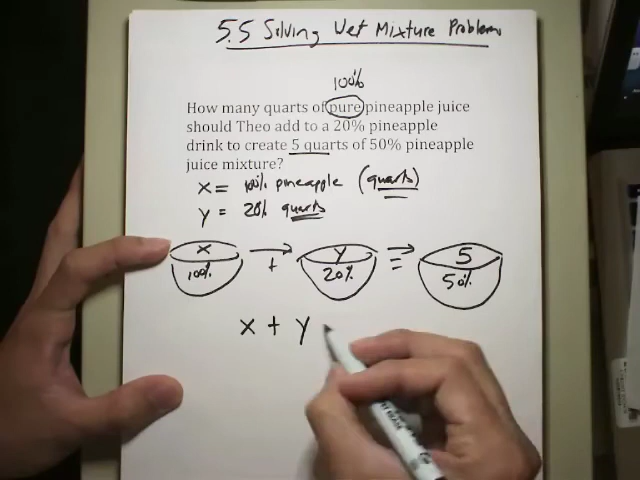 5.5 Solving Wet Mixture Problems
100%
How many quarts of pure pineapple juice
should Theo add to a 20% pineapple
drink to create 5 quarts of 50% pineapple
juice mixture?
x = 100% pineapple (quarts)
y = 20% quarts
x → y → 5
100% + 20% = 50%
x + y